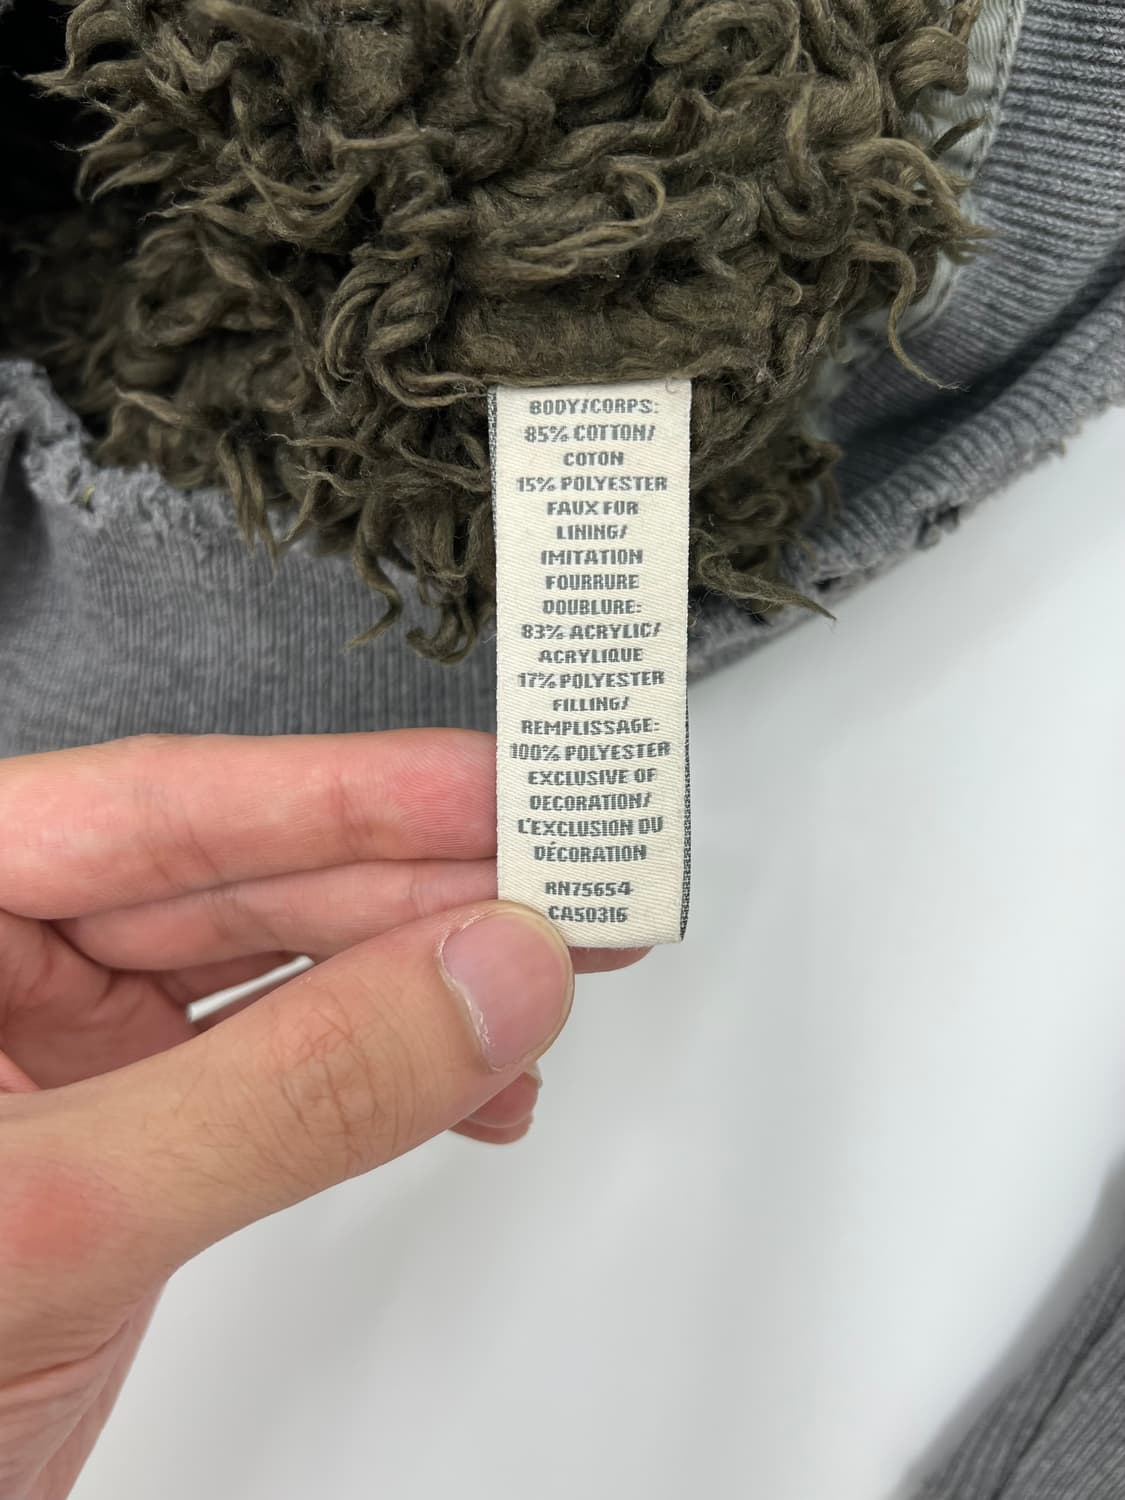 BODY/CORPS:
85% COTTON/
COTON
15% POLYESTER
FAUX FUR
LINING/
IMITATION
FOURRURE
DOUBLURE:
83% ACRYLIC/
ACRYLIQUE
17% POLYESTER
FILLING/
REMPLISSAGE:
100% POLYESTER
EXCLUSIVE OF
DECORATION/
L'EXCLUSION DU
DÉCORATION
RN75654
CA50316